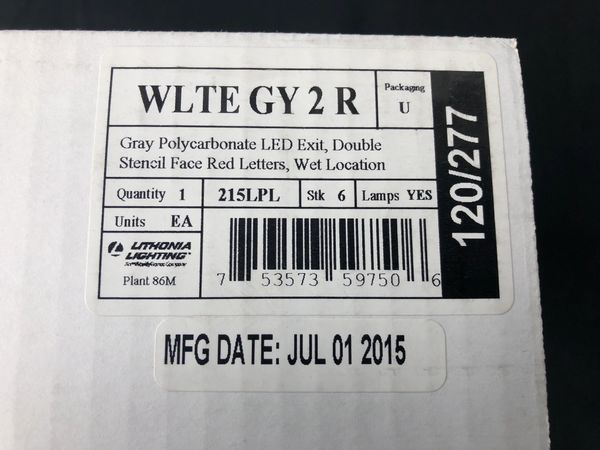 WLTE GY 2 R
Packaging
U
Gray Polycarbonate LED Exit, Double
Stencil Face Red Letters, Wet Location
Quantity 1
215LPL
Stk 6
Lamps YES
Units EA
LITHONIA
LIGHTING
Plant 86M
7 53573 59750 6
120/277
MFG DATE: JUL 01 2015